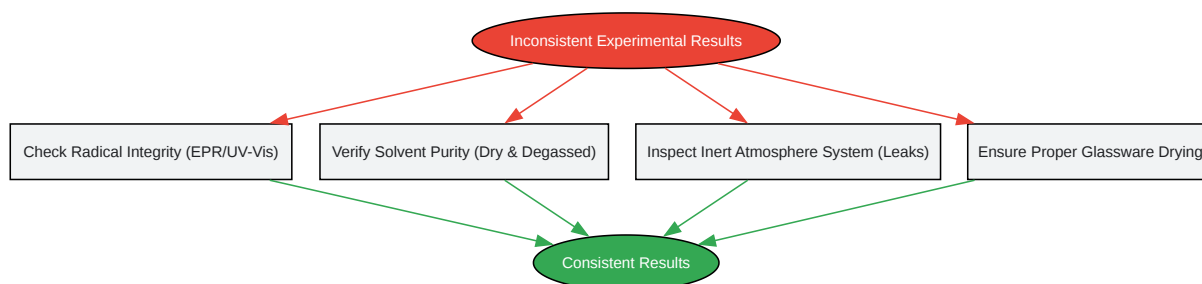 Inconsistent Experimental Results
Check Radical Integrity (EPR/UV-Vis)
Verify Solvent Purity (Dry & Degassed)
Inspect Inert Atmosphere System (Leaks)
Ensure Proper Glassware Drying
Consistent Results